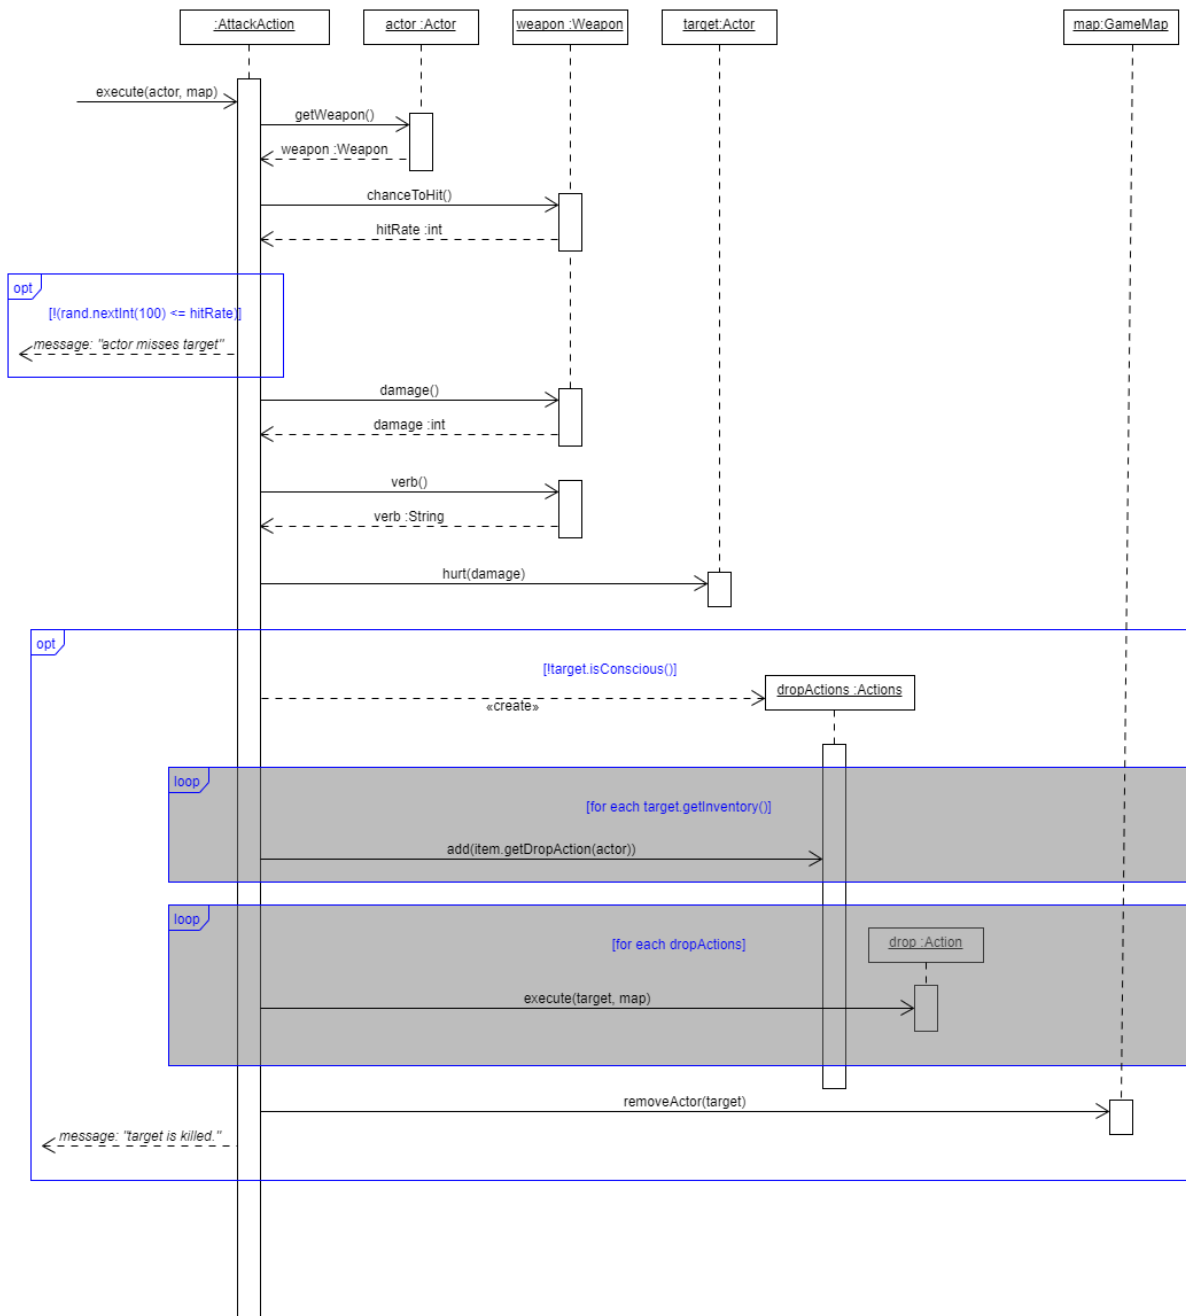 :AttackAction
actor :Actor
weapon :Weapon
target:Actor
map:GameMap
execute(actor, map)
getWeapon()
weapon :Weapon
chanceToHit()
hitRate :int
opt
[!(rand.nextInt(100) <= hitRate)]
message: "actor misses target"
damage()
damage :int
verb()
verb :String
hurt(damage)
opt
[!target.isConscious()]
dropActions :Actions
«create»
loop
[for each target.getInventory()]
add(item.getDropAction(actor))
loop
[for each dropActions]
drop :Action
execute(target, map)
removeActor(target)
message: "target is killed."